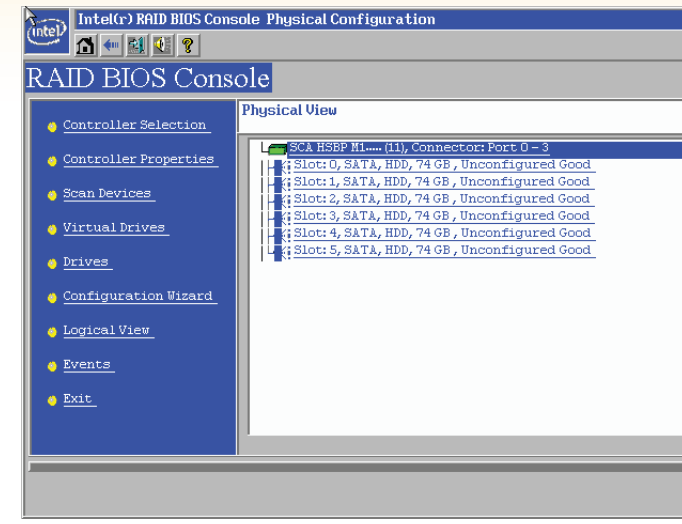 Intel(r) RAID BIOS Console Physical Configuration
intel
?
RAID BIOS Console
Controller Selection
Controller Properties
Scan Devices
Virtual Drives
Drives
Configuration Wizard
Logical View
Events
Exit
Physical View
SCA HSBP M1..... (11), Connector: Port 0 - 3
Slot: 0, SATA, HDD, 74 GB , Unconfigured Good
Slot: 1, SATA, HDD, 74 GB , Unconfigured Good
Slot: 2, SATA, HDD, 74 GB , Unconfigured Good
Slot: 3, SATA, HDD, 74 GB , Unconfigured Good
Slot: 4, SATA, HDD, 74 GB , Unconfigured Good
Slot: 5, SATA, HDD, 74 GB , Unconfigured Good